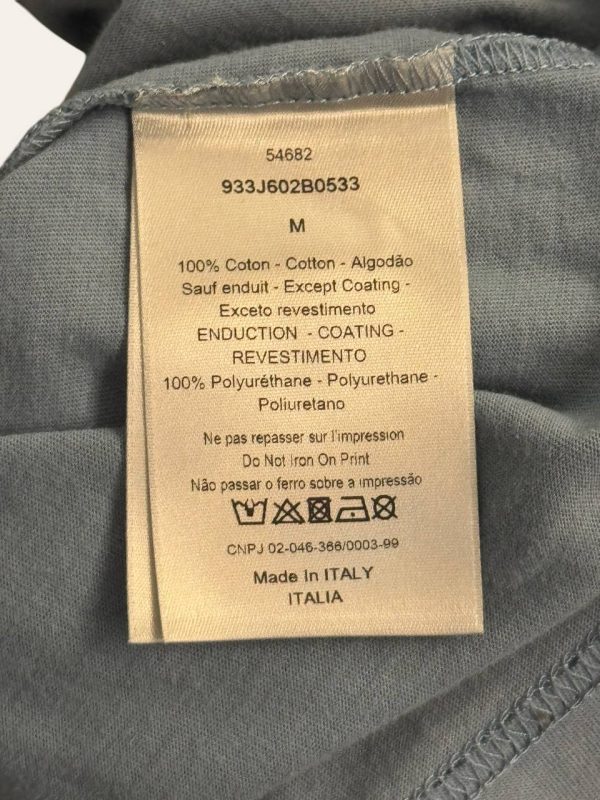 54682
933J602B0533
M
100% Coton - Cotton - Algodão
Sauf enduit - Except Coating -
Exceto revestimento
ENDUCTION - COATING -
REVESTIMENTO
100% Polyuréthane - Polyurethane -
Poliuretano
Ne pas repasser sur l'impression
Do Not Iron On Print
Não passar o ferro sobre a impressão
CNPJ 02-046-366/0003-99
Made In ITALY
ITALIA